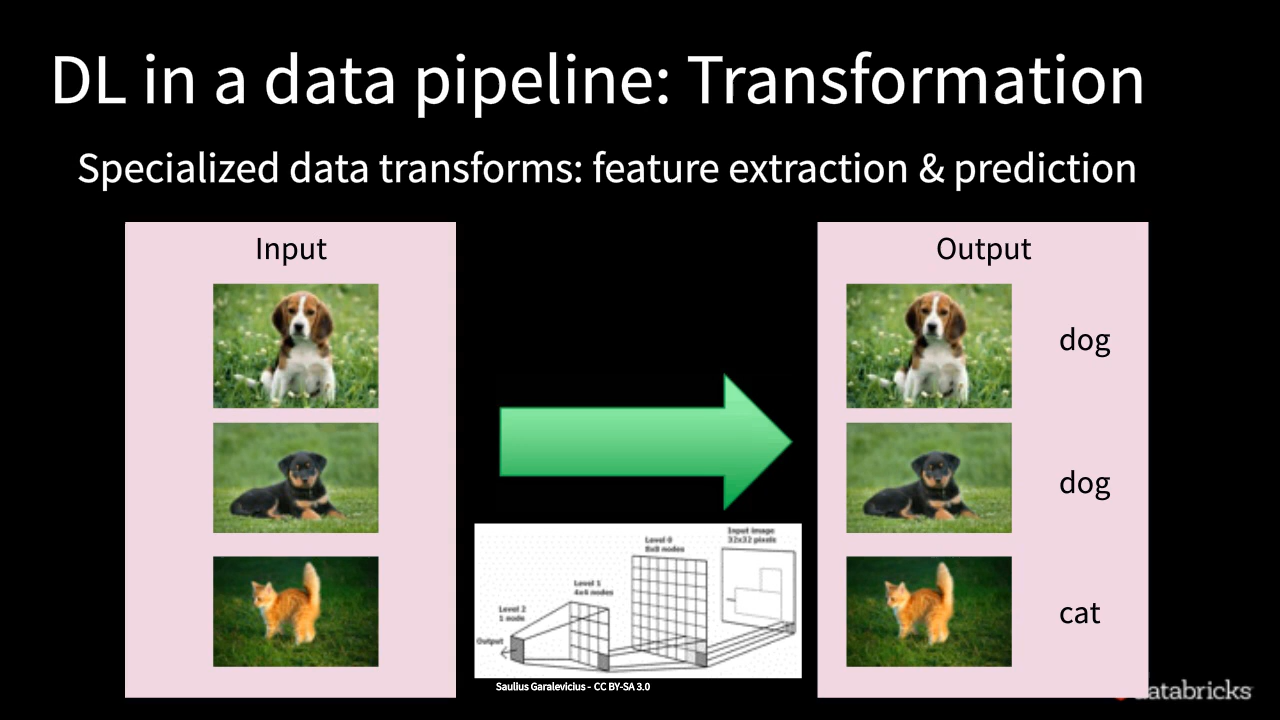 DL in a data pipeline: Transformation
Specialized data transforms: feature extraction & prediction
Input
Output
dog
dog
cat
Input image
32x32 pixels
Level 0
8x8 nodes
Level 1
4x4 nodes
Level 2
1 node
Output
Saulius Garalevicius - CC BY-SA 3.0
databricks